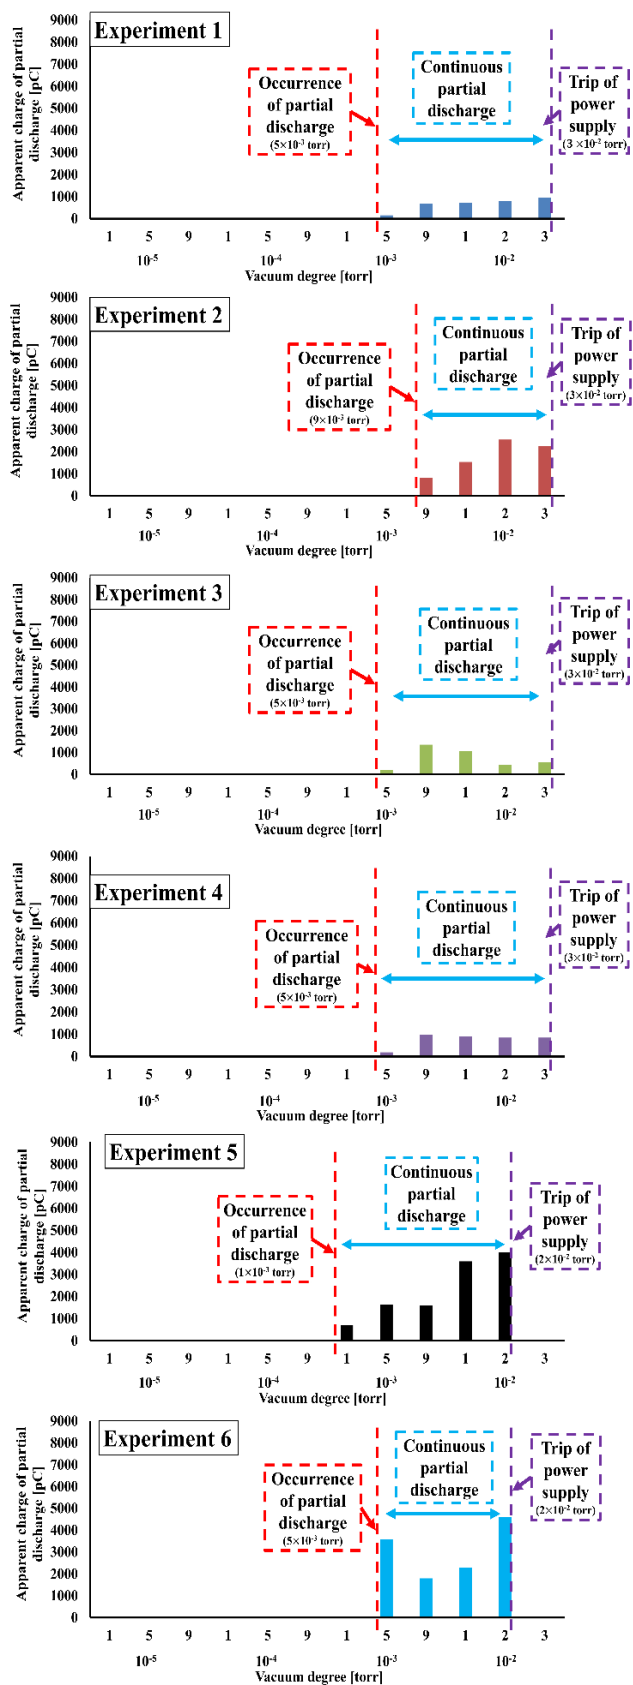 Experiment 1
Apparent charge of partial
discharge [pC]
9000
8000
7000
6000
5000
4000
3000
2000
1000
0
Occurrence
of partial
discharge
(5×10-3 torr)
Continuous
partial
discharge
Trip of
power
supply
(3 ×10-2 torr)
1 5 9 1 5 9 1 5 9 1 2 3
10-5 10-4 10-3 10-2
Vacuum degree [torr]
Experiment 2
Apparent charge of partial
discharge [pC]
9000
8000
7000
6000
5000
4000
3000
2000
1000
0
Occurrence
of partial
discharge
(9×10-3 torr)
Continuous
partial
discharge
Trip of
power
supply
(3×10-2 torr)
1 5 9 1 5 9 1 5 9 1 2 3
10-5 10-4 10-3 10-2
Vacuum degree [torr]
Experiment 3
Apparent charge of partial
discharge [pC]
9000
8000
7000
6000
5000
4000
3000
2000
1000
0
Occurrence
of partial
discharge
(5×10-3 torr)
Continuous
partial
discharge
Trip of
power
supply
(3×10-2 torr)
1 5 9 1 5 9 1 5 9 1 2 3
10-5 10-4 10-3 10-2
Vacuum degree [torr]
Experiment 4
Apparent charge of partial
discharge [pC]
9000
8000
7000
6000
5000
4000
3000
2000
1000
0
Occurrence
of partial
discharge
(5×10-3 torr)
Continuous
partial
discharge
Trip of
power
supply
(3×10-2 torr)
1 5 9 1 5 9 1 5 9 1 2 3
10-5 10-4 10-3 10-2
Vacuum degree [torr]
Experiment 5
Apparent charge of partial
discharge [pC]
9000
8000
7000
6000
5000
4000
3000
2000
1000
0
Occurrence
of partial
discharge
(1×10-3 torr)
Continuous
partial
discharge
Trip of
power
supply
(2×10-2 torr)
1 5 9 1 5 9 1 5 9 1 2 3
10-5 10-4 10-3 10-2
Vacuum degree [torr]
Experiment 6
Apparent charge of partial
discharge [pC]
9000
8000
7000
6000
5000
4000
3000
2000
1000
0
Occurrence
of partial
discharge
(5×10-3 torr)
Continuous
partial
discharge
Trip of
power
supply
(2×10-2 torr)
1 5 9 1 5 9 1 5 9 1 2 3
10-5 10-4 10-3 10-2
Vacuum degree [torr]